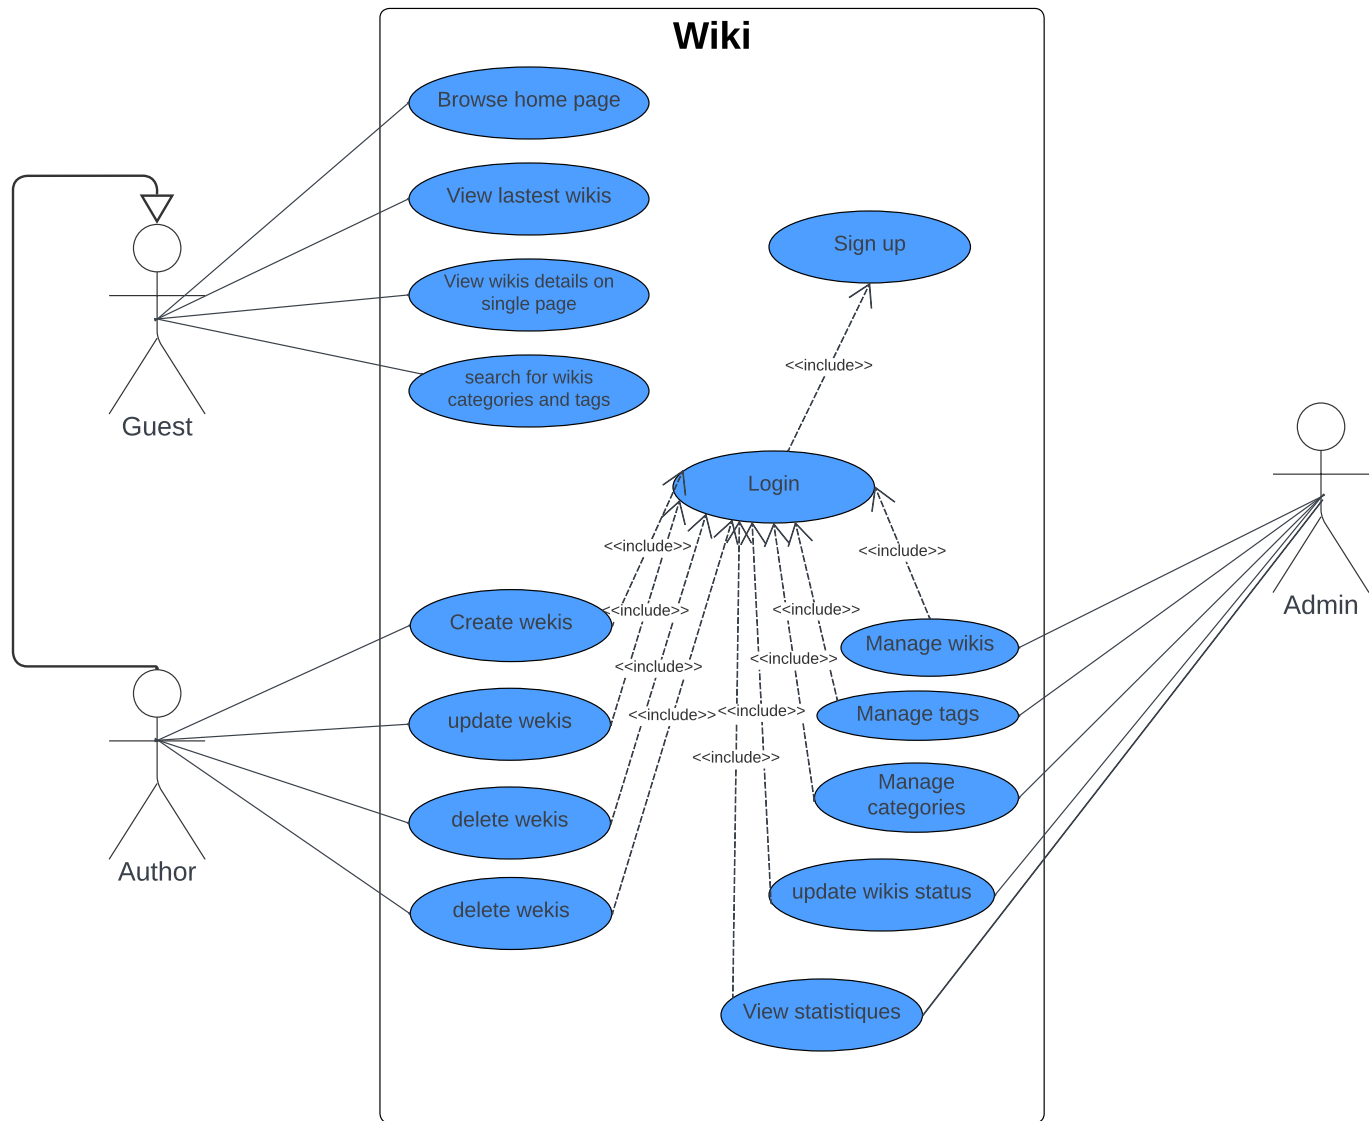 Wiki
Browse home page
View lastest wikis
View wikis details on
single page
search for wikis
categories and tags
Guest
Sign up
<<include>>
Login
Admin
<<include>>
<<include>>
<<include>>
<<include>>
<<include>>
<<include>>
<<include>>
<<include>>
<<include>>
<<include>>
Create wekis
update wekis
delete wekis
delete wekis
Author
Manage wikis
Manage tags
Manage
categories
update wikis status
View statistiques